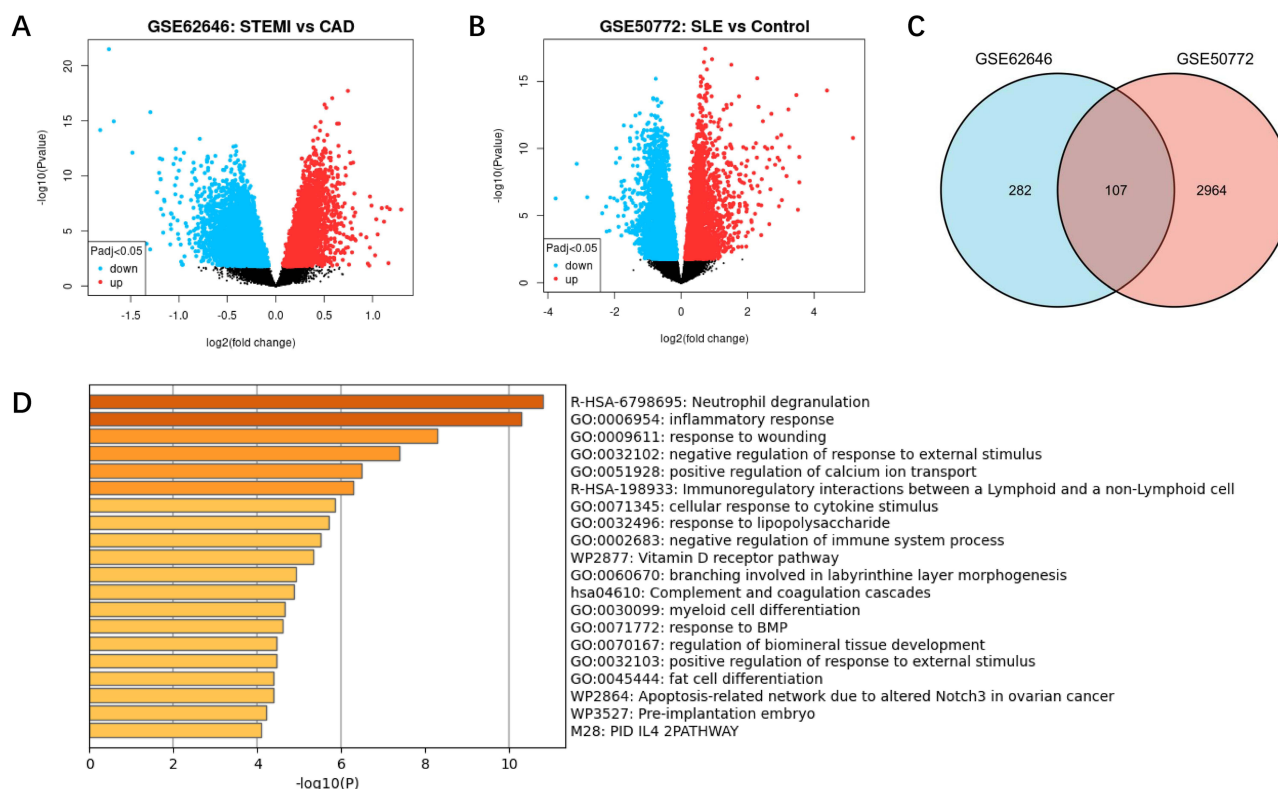 A
GSE62646: STEMI vs CAD
-log10(Pvalue)
20
15
10
5
0
Padj<0.05
down
up
-1.5 -1.0 -0.5 0.0 0.5 1.0
log2(fold change)
B
GSE50772: SLE vs Control
-log10(Pvalue)
15
10
5
0
Padj<0.05
down
up
-4 -2 0 2 4
log2(fold change)
C
GSE62646 GSE50772
282 107 2964
D
R-HSA-6798695: Neutrophil degranulation
GO:0006954: inflammatory response
GO:0009611: response to wounding
GO:0032102: negative regulation of response to external stimulus
GO:0051928: positive regulation of calcium ion transport
R-HSA-198933: Immunoregulatory interactions between a Lymphoid and a non-Lymphoid cell
GO:0071345: cellular response to cytokine stimulus
GO:0032496: response to lipopolysaccharide
GO:0002683: negative regulation of immune system process
WP2877: Vitamin D receptor pathway
GO:0060670: branching involved in labyrinthine layer morphogenesis
hsa04610: Complement and coagulation cascades
GO:0030099: myeloid cell differentiation
GO:0071772: response to BMP
GO:0070167: regulation of biomineral tissue development
GO:0032103: positive regulation of response to external stimulus
GO:0045444: fat cell differentiation
WP2864: Apoptosis-related network due to altered Notch3 in ovarian cancer
WP3527: Pre-implantation embryo
M28: PID IL4 2PATHWAY
0 2 4 6 8 10
-log10(P)